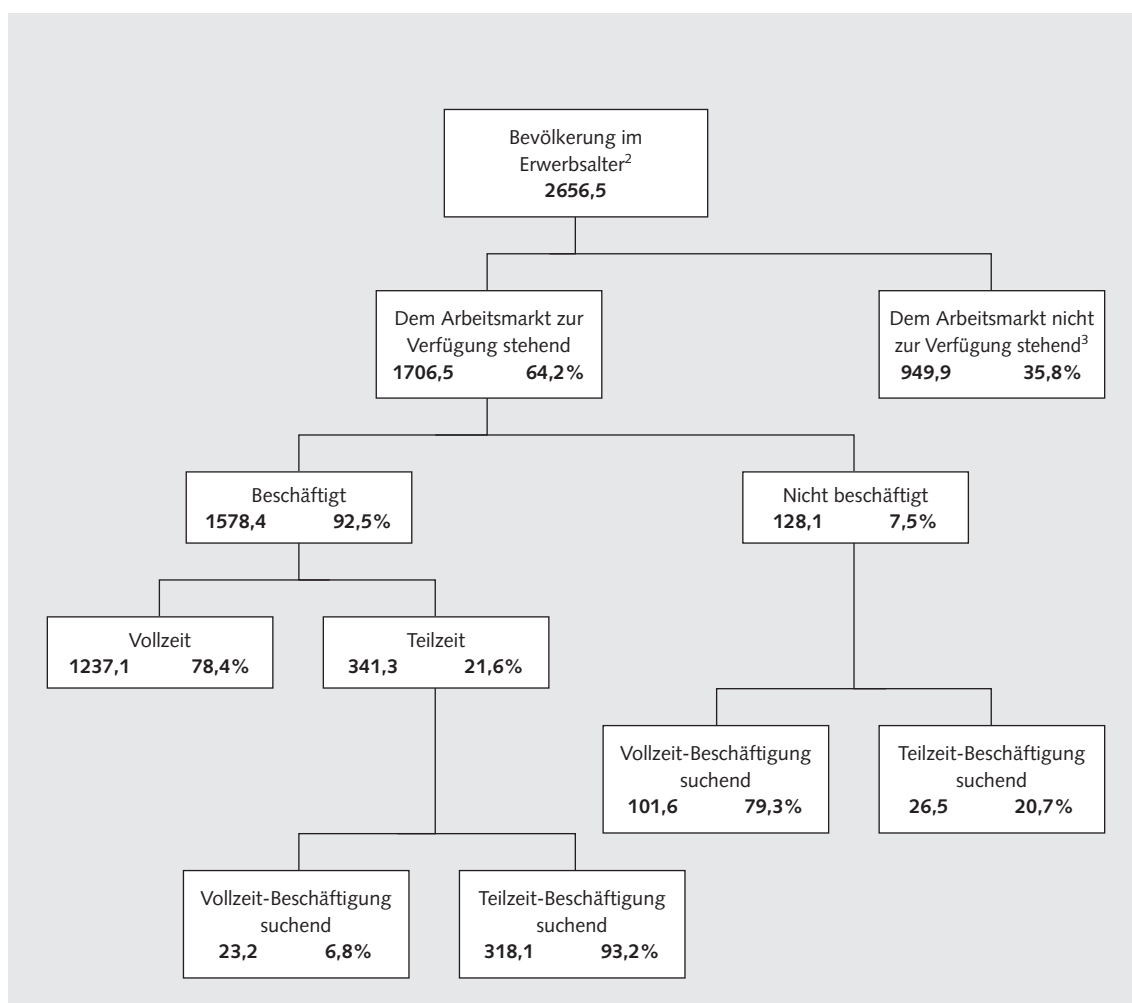 Bevölkerung im
Erwerbsalter²
2656,5
Dem Arbeitsmarkt zur
Verfügung stehend
1706,5 64,2%
Dem Arbeitsmarkt nicht
zur Verfügung stehend³
949,9 35,8%
Beschäftigt
1578,4 92,5%
Nicht beschäftigt
128,1 7,5%
Vollzeit
1237,1 78,4%
Teilzeit
341,3 21,6%
Vollzeit-Beschäftigung
suchend
101,6 79,3%
Teilzeit-Beschäftigung
suchend
26,5 20,7%
Vollzeit-Beschäftigung
suchend
23,2 6,8%
Teilzeit-Beschäftigung
suchend
318,1 93,2%